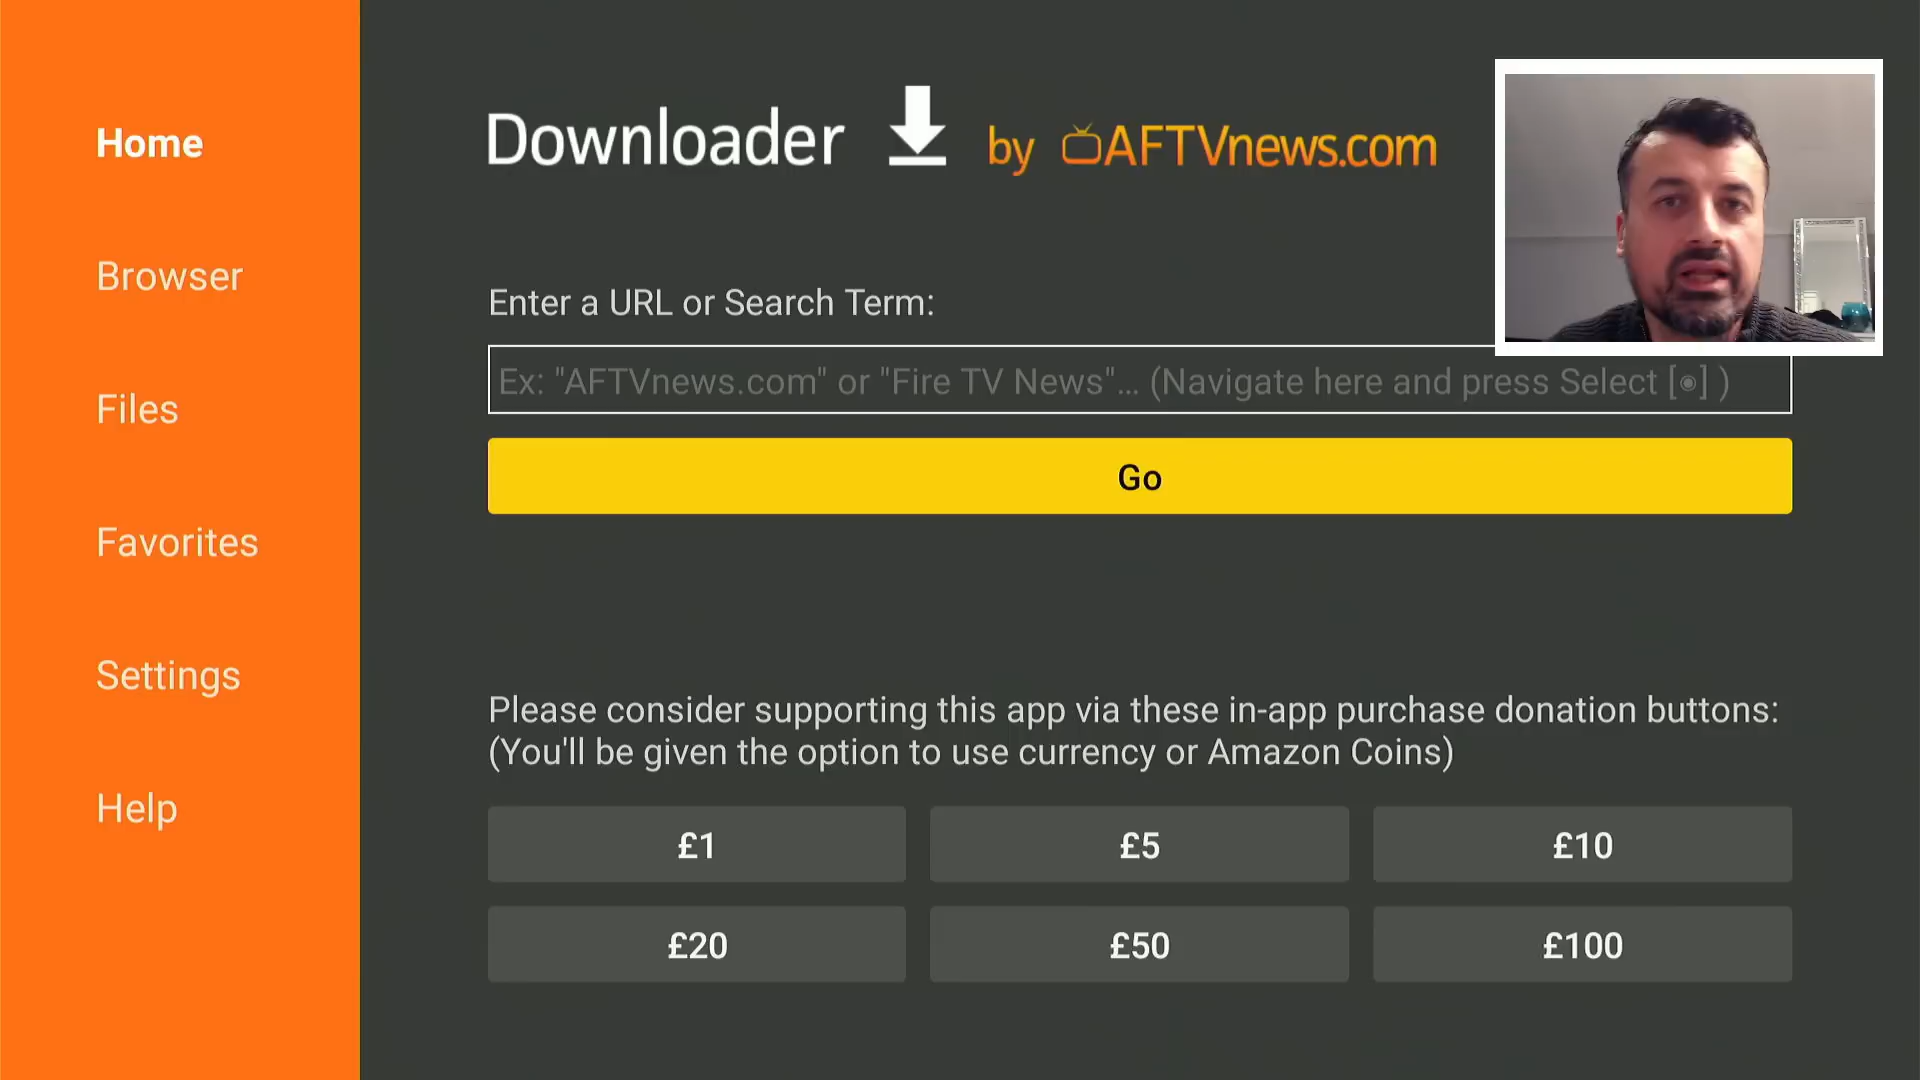 Home
Browser
Files
Favorites
Settings
Help
Downloader by AFTVnews.com
Enter a URL or Search Term:
Ex: "AFTVnews.com" or "Fire TV News"... (Navigate here and press Select [◉] )
Go
Please consider supporting this app via these in-app purchase donation buttons:
(You'll be given the option to use currency or Amazon Coins)
£1 £5 £10
£20 £50 £100